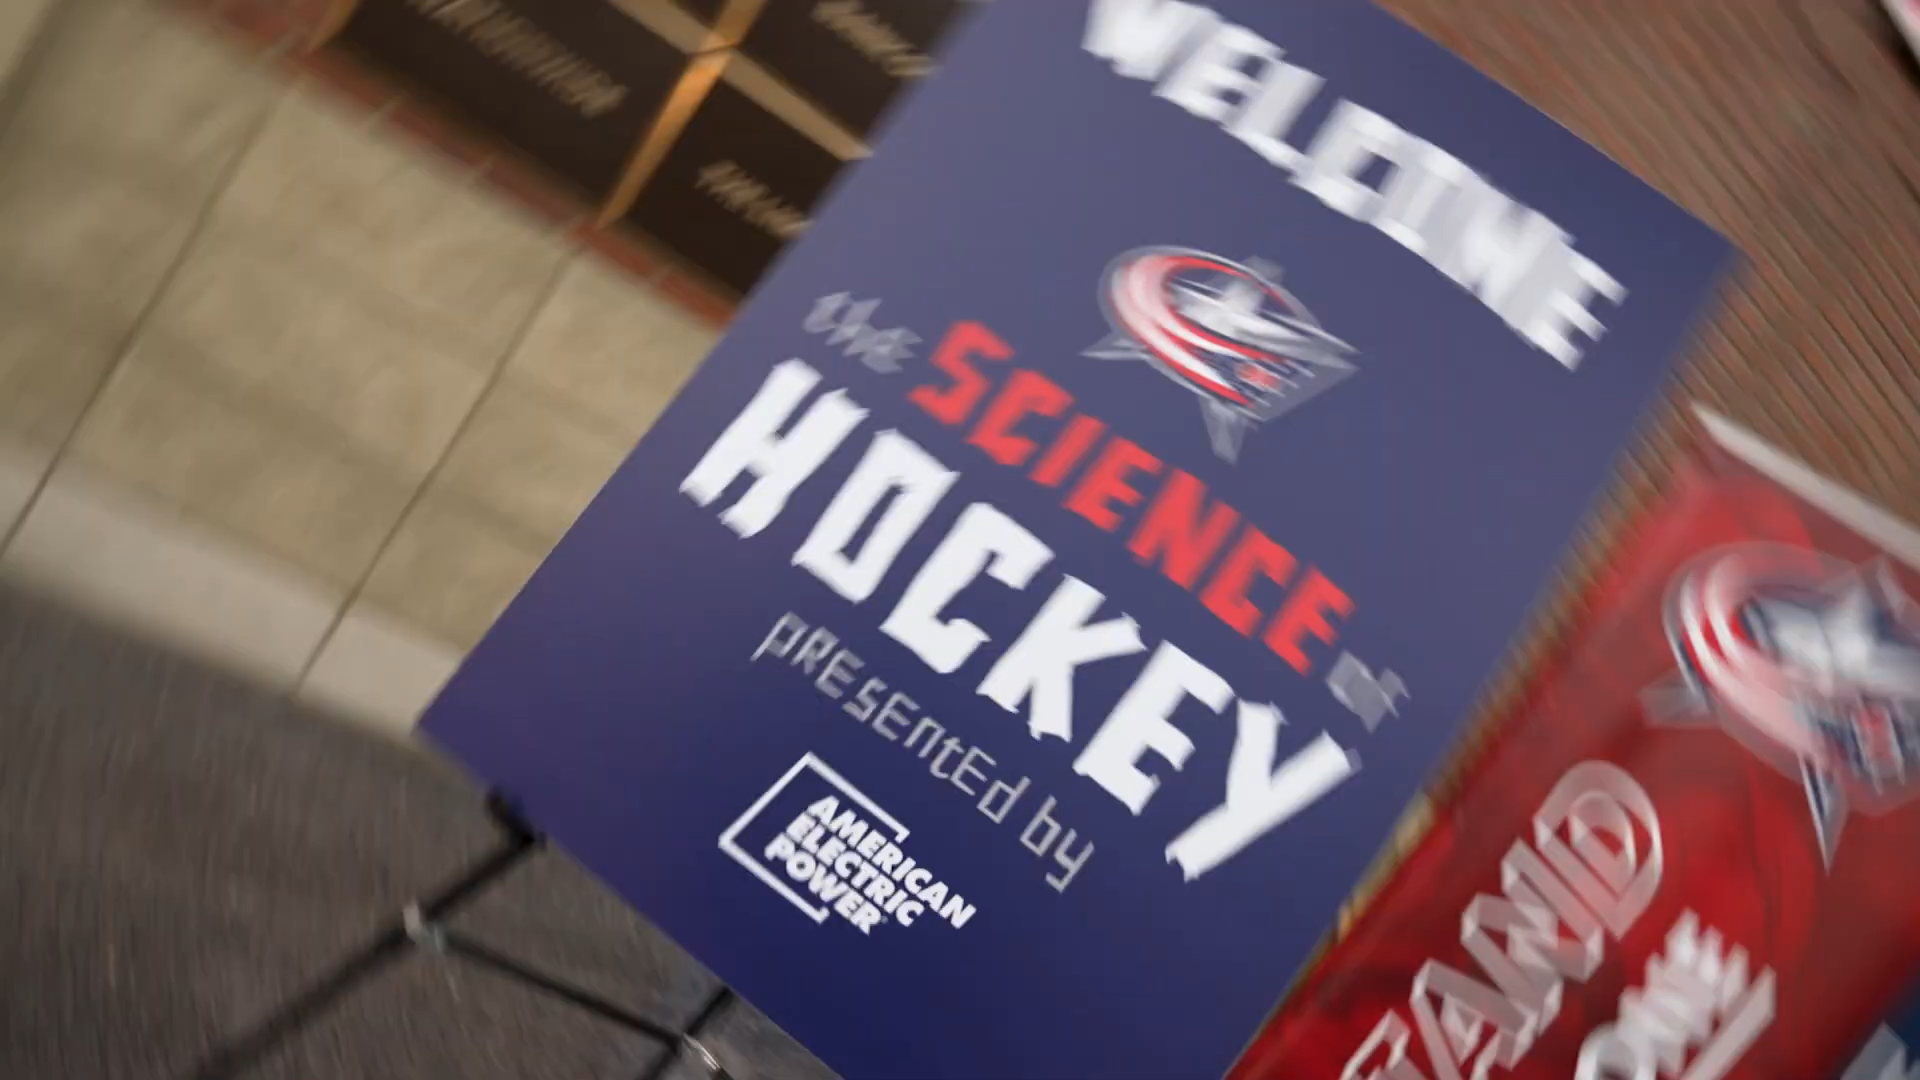 WELCOME
the SCIENCE of
HOCKEY
presented by
AMERICAN
ELECTRIC
POWER